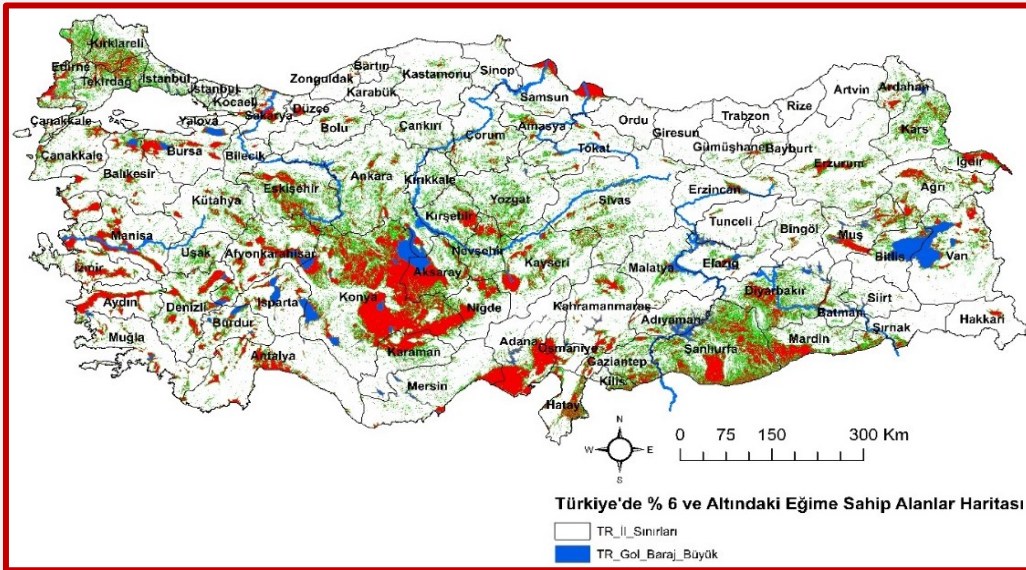 Kırklareli
Edirne
Tekirdağ
İstanbul
İstanbul
Kocaeli
Sakarya
Düzce
Zonguldak
Bartın
Karabük
Kastamonu
Sinop
Samsun
Ordu
Giresun
Trabzon
Rize
Artvin
Ardahan
Kars
Çanakkale
Çanakkale
Yalova
Bursa
Bilecik
Bolu
Çankırı
Çorum
Amasya
Tokat
Gümüşhane
Bayburt
Erzurum
Iğdır
Ağrı
Balıkesir
Kütahya
Eskişehir
Ankara
Kırıkkale
Kırşehir
Yozgat
Sivas
Erzincan
Tunceli
Bingöl
Muş
Bitlis
Van
Manisa
İzmir
Uşak
Afyonkarahisar
Aksaray
Nevşehir
Kayseri
Malatya
Elazığ
Diyarbakır
Batman
Siirt
Şırnak
Hakkari
Aydın
Denizli
Isparta
Burdur
Muğla
Antalya
Konya
Karaman
Niğde
Mersin
Adana
Osmaniye
Kahramanmaraş
Gaziantep
Kilis
Hatay
Adıyaman
Şanlıurfa
Mardin
N
W
E
S
0 75 150 300 Km
Türkiye'de % 6 ve Altındaki Eğime Sahip Alanlar Haritası
TR_İl_Sınırları
TR_Gol_Baraj_Büyük